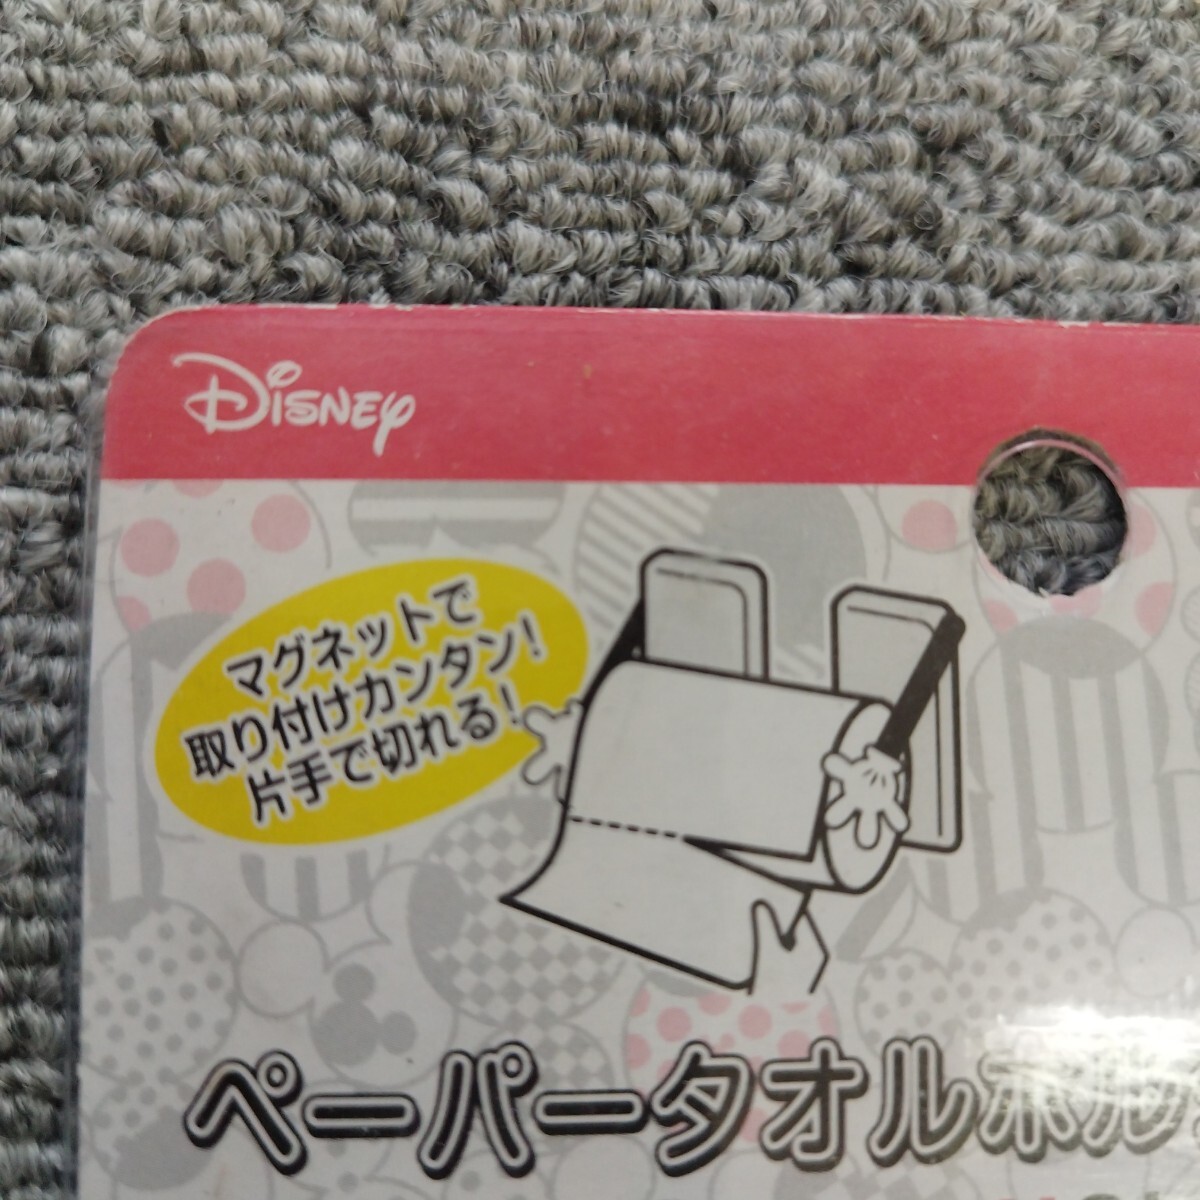 Disney
マグネットで
取り付けカンタン!
片手で切れる!
ペーパータオルホル